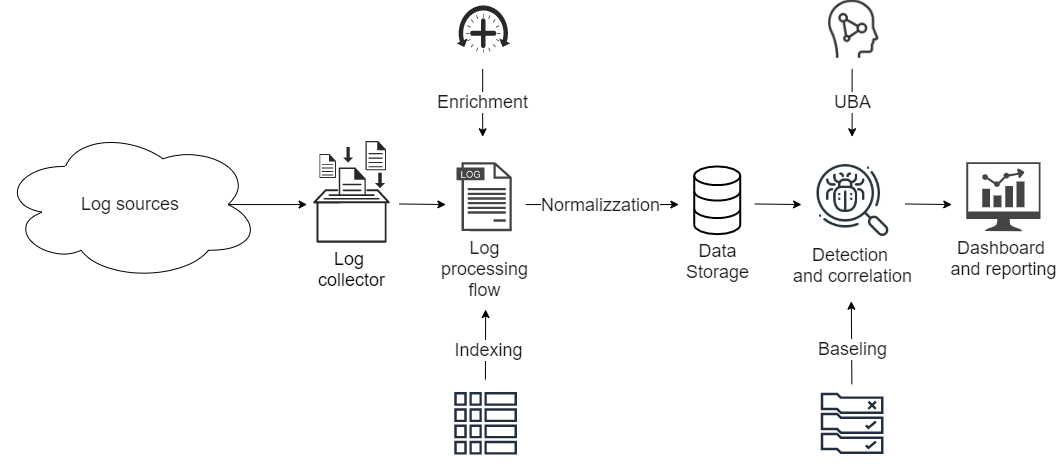 Enrichment
UBA
LOG
Log sources
Normalizzation
Log
collector
Log
processing
flow
Data
Storage
Detection
and correlation
Dashboard
and reporting
Indexing
Baseling